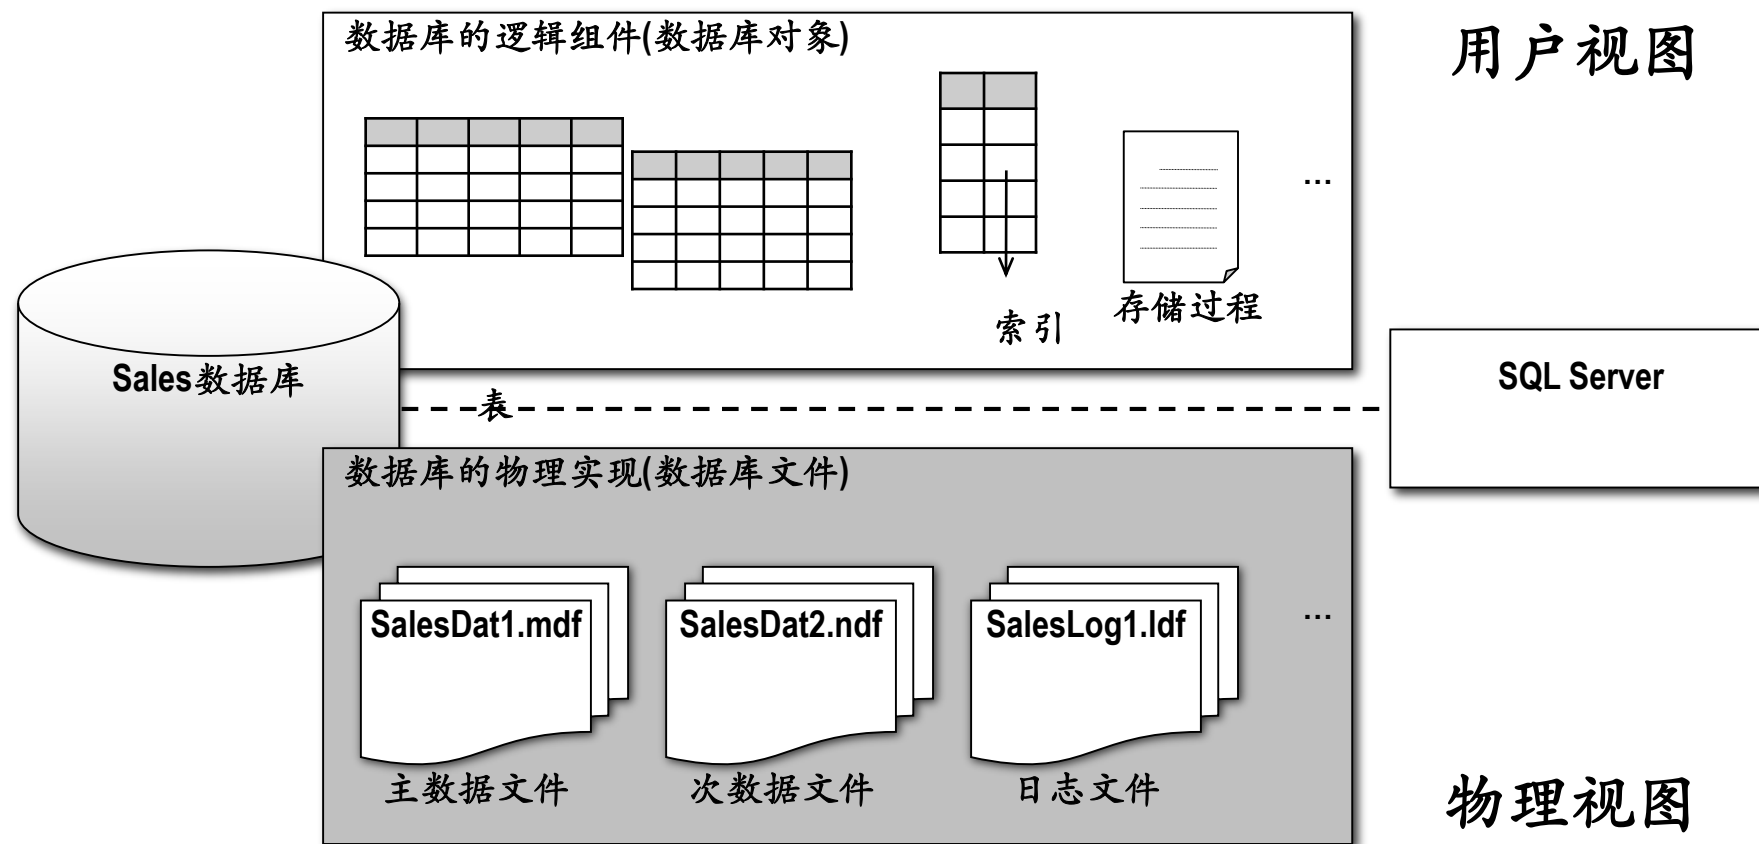 数据库的逻辑组件(数据库对象)
用户视图
...
索引
存储过程
Sales数据库
SQL Server
表
数据库的物理实现(数据库文件)
SalesDat1.mdf
SalesDat2.ndf
SalesLog1.ldf
...
主数据文件
次数据文件
日志文件
物理视图